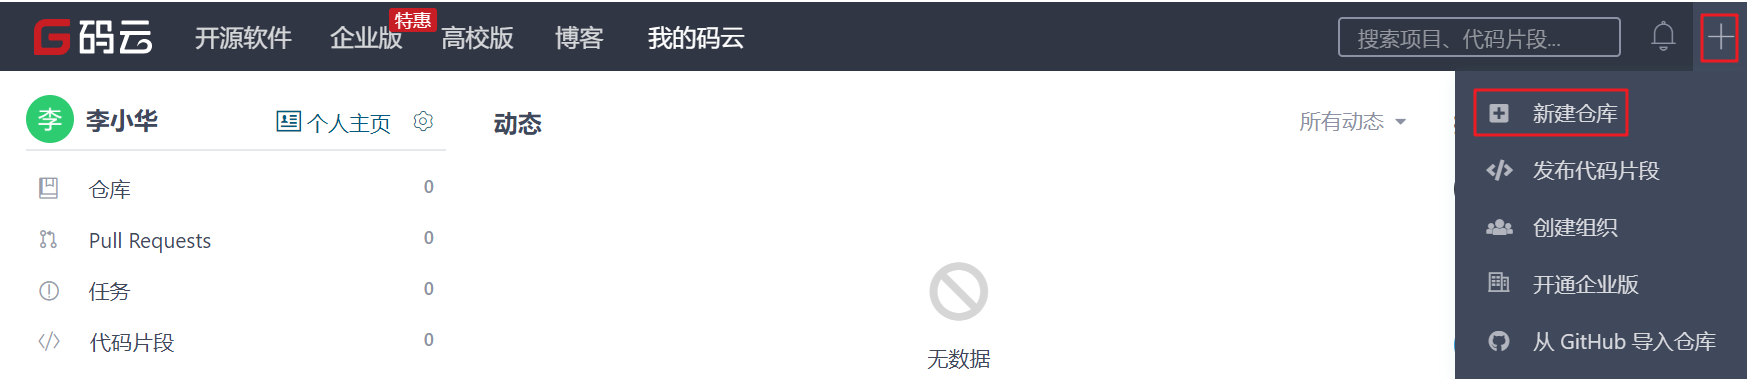 码云 开源软件 企业版 特惠 高校版 博客 我的码云 搜索项目、代码片段...
李 李小华 个人主页 动态 所有动态
新建仓库
仓库 0
发布代码片段
Pull Requests 0
创建组织
任务 0
开通企业版
代码片段 0
从 GitHub 导入仓库
无数据